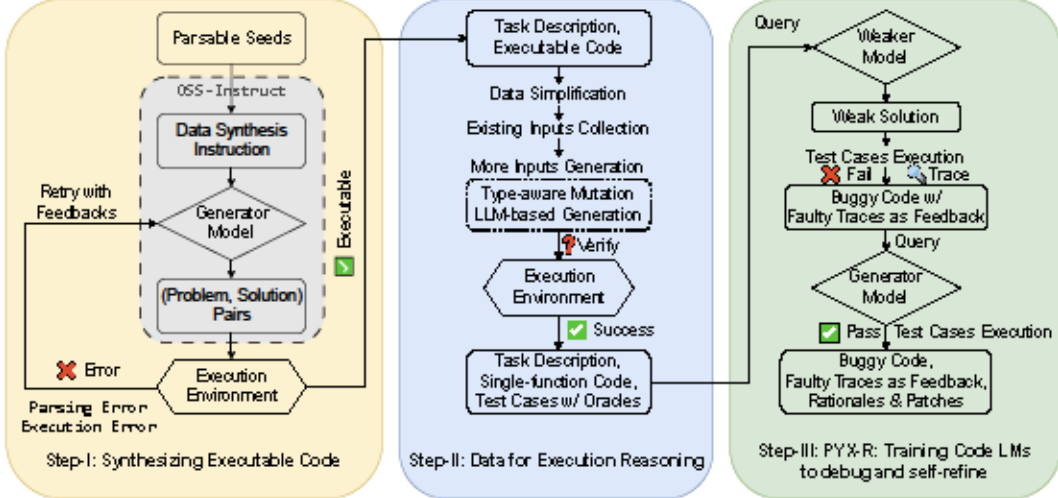 Parsable Seeds
OSS-Instruct
Data Synthesis
Instruction
Retry with
Feedbacks
Generator
Model
Executable
(Problem, Solution)
Pairs
Error
Execution
Environment
Parsing Error
Execution Error
Step-I: Synthesizing Executable Code
Task Description,
Executable Code
Data Simplification
Existing Inputs Collection
More Inputs Generation
Type-aware Mutation
LLM-based Generation
Verify
Execution
Environment
Success
Task Description,
Single-function Code,
Test Cases w/ Oracles
Step-II: Data for Execution Reasoning
Query
Weaker
Model
Weak Solution
Test Cases Execution
Fail Trace
Buggy Code w/
Faulty Traces as Feedback
Query
Generator
Model
Pass Test Cases Execution
Buggy Code,
Faulty Traces as Feedback,
Rationales & Patches
Step-III: PYX-R: Training Code LMs
to debug and self-refine